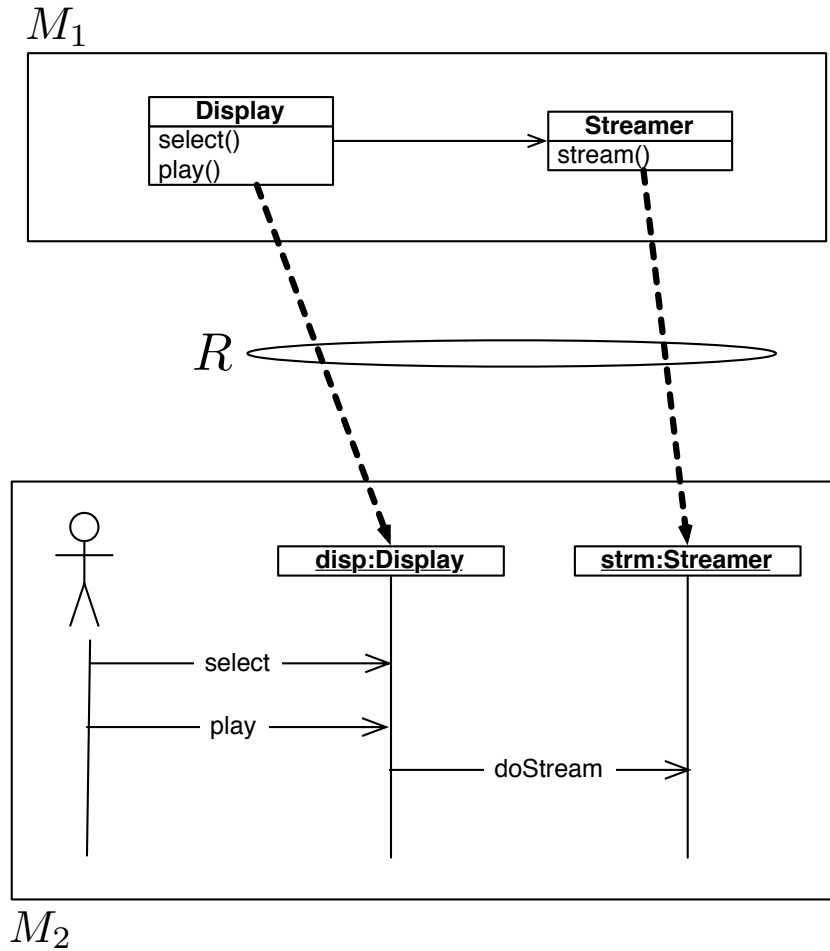 M1
Display
select()
play()
Streamer
stream()
R
disp:Display
strm:Streamer
select
play
doStream
M2